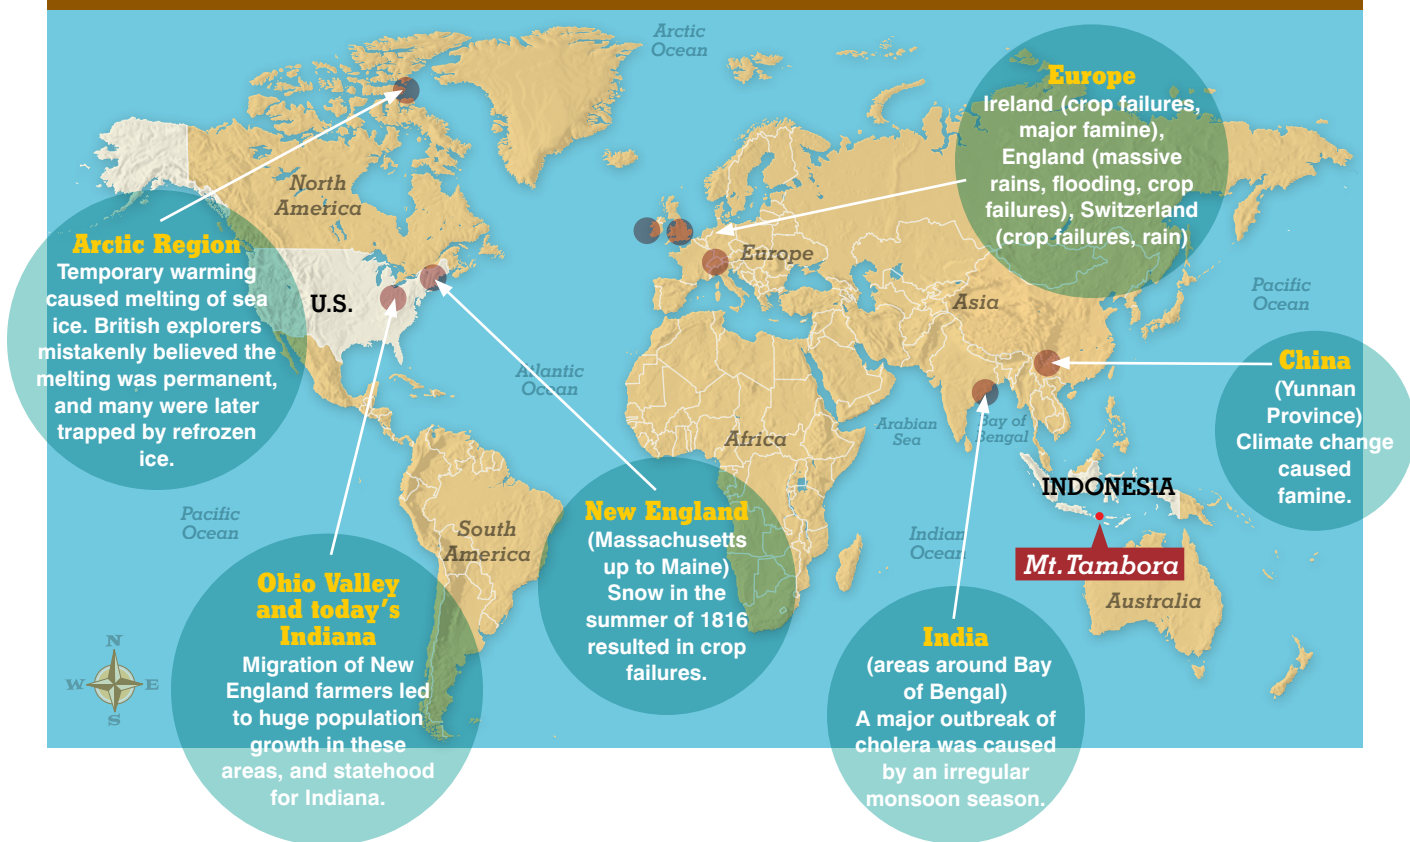 Arctic
Ocean
Europe
Ireland (crop failures,
major famine),
England (massive
rains, flooding, crop
failures), Switzerland
(crop failures, rain)
North
America
Arctic Region
Temporary warming
caused melting of sea
ice. British explorers
mistakenly believed the
melting was permanent,
and many were later
trapped by refrozen
ice.
U.S.
Europe
Asia
Pacific
Ocean
Atlantic
Ocean
China
(Yunnan
Province)
Climate change
caused
famine.
Africa
Arabian
Sea
Bay of
Bengal
INDONESIA
Mt. Tambora
Pacific
Ocean
South
America
New England
(Massachusetts
up to Maine)
Snow in the
summer of 1816
resulted in crop
failures.
Indian
Ocean
Australia
Ohio Valley
and today's
Indiana
Migration of New
England farmers led
to huge population
growth in these
areas, and statehood
for Indiana.
India
(areas around Bay
of Bengal)
A major outbreak of
cholera was caused
by an irregular
monsoon season.
N
W E
S